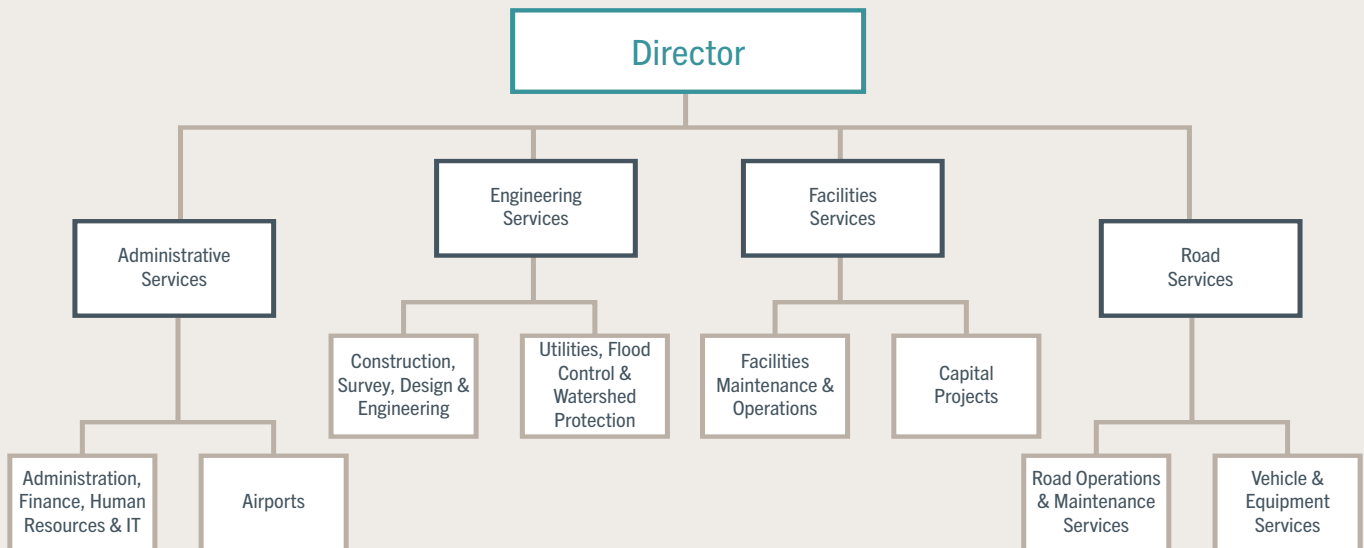 Director
Administrative
Services
Engineering
Services
Facilities
Services
Road
Services
Administration,
Finance, Human
Resources & IT
Airports
Construction,
Survey, Design &
Engineering
Utilities, Flood
Control &
Watershed
Protection
Facilities
Maintenance &
Operations
Capital
Projects
Road Operations
& Maintenance
Services
Vehicle &
Equipment
Services